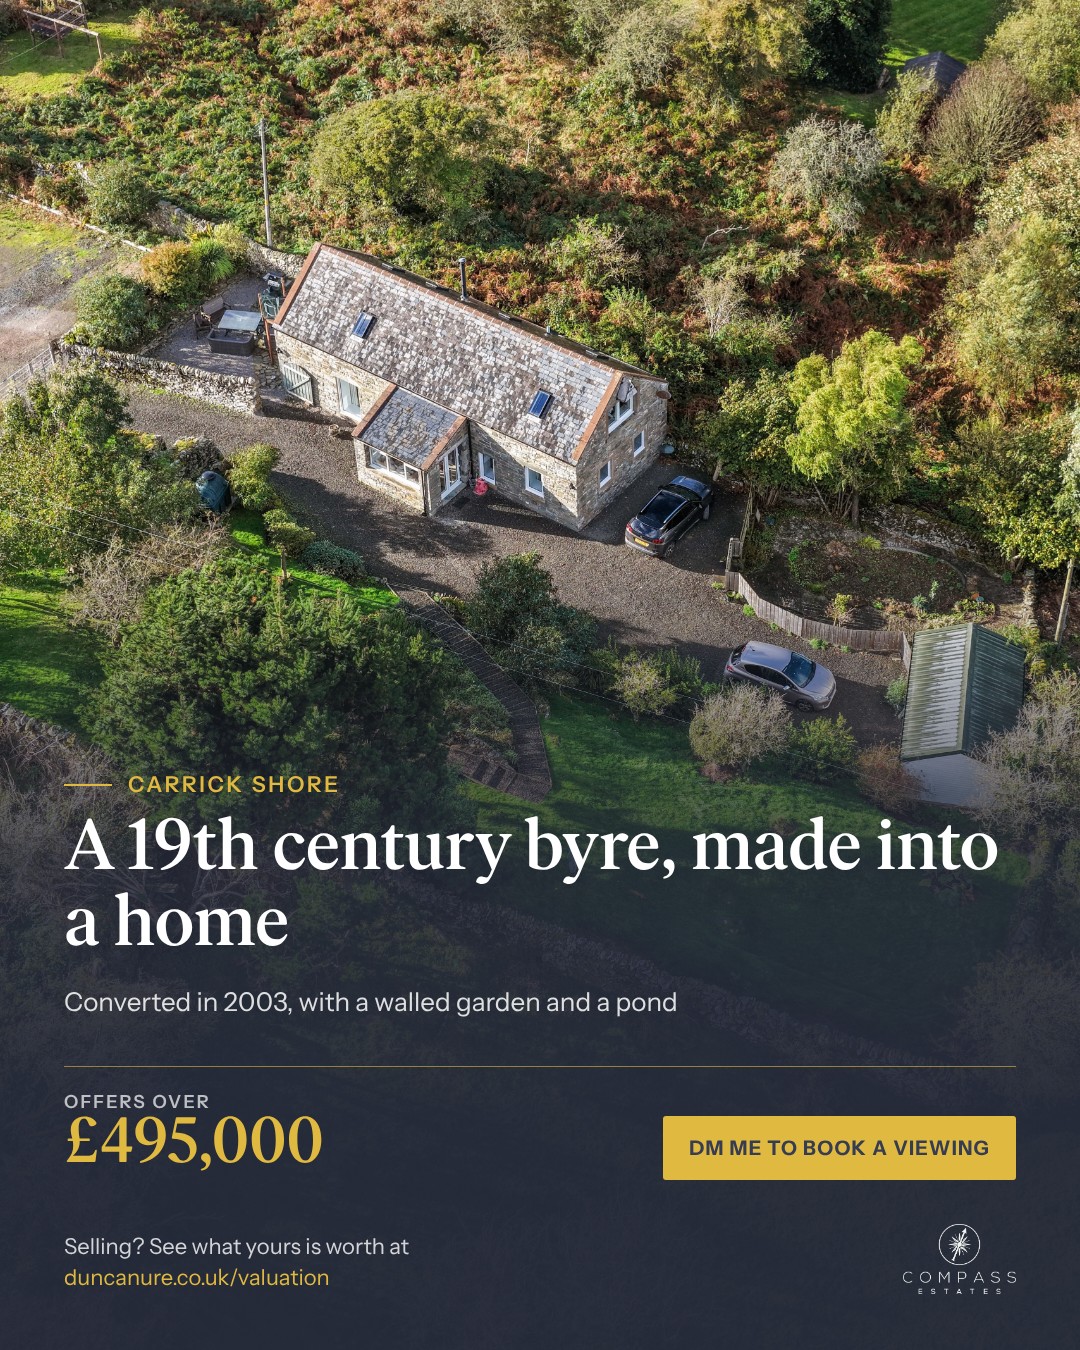 CARRICK SHORE
A 19th century byre, made into
a home
Converted in 2003, with a walled garden and a pond
OFFERS OVER
£495,000
DM ME TO BOOK A VIEWING
Selling? See what yours is worth at
duncanure.co.uk/valuation
COMPASS
ESTATES